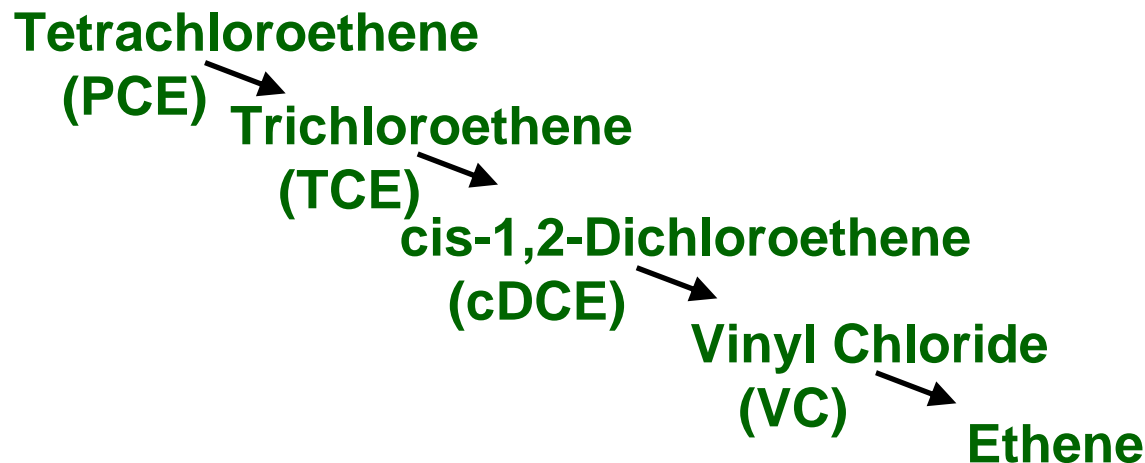 Tetrachloroethene
(PCE)
Trichloroethene
(TCE)
cis-1,2-Dichloroethene
(cDCE)
Vinyl Chloride
(VC)
Ethene